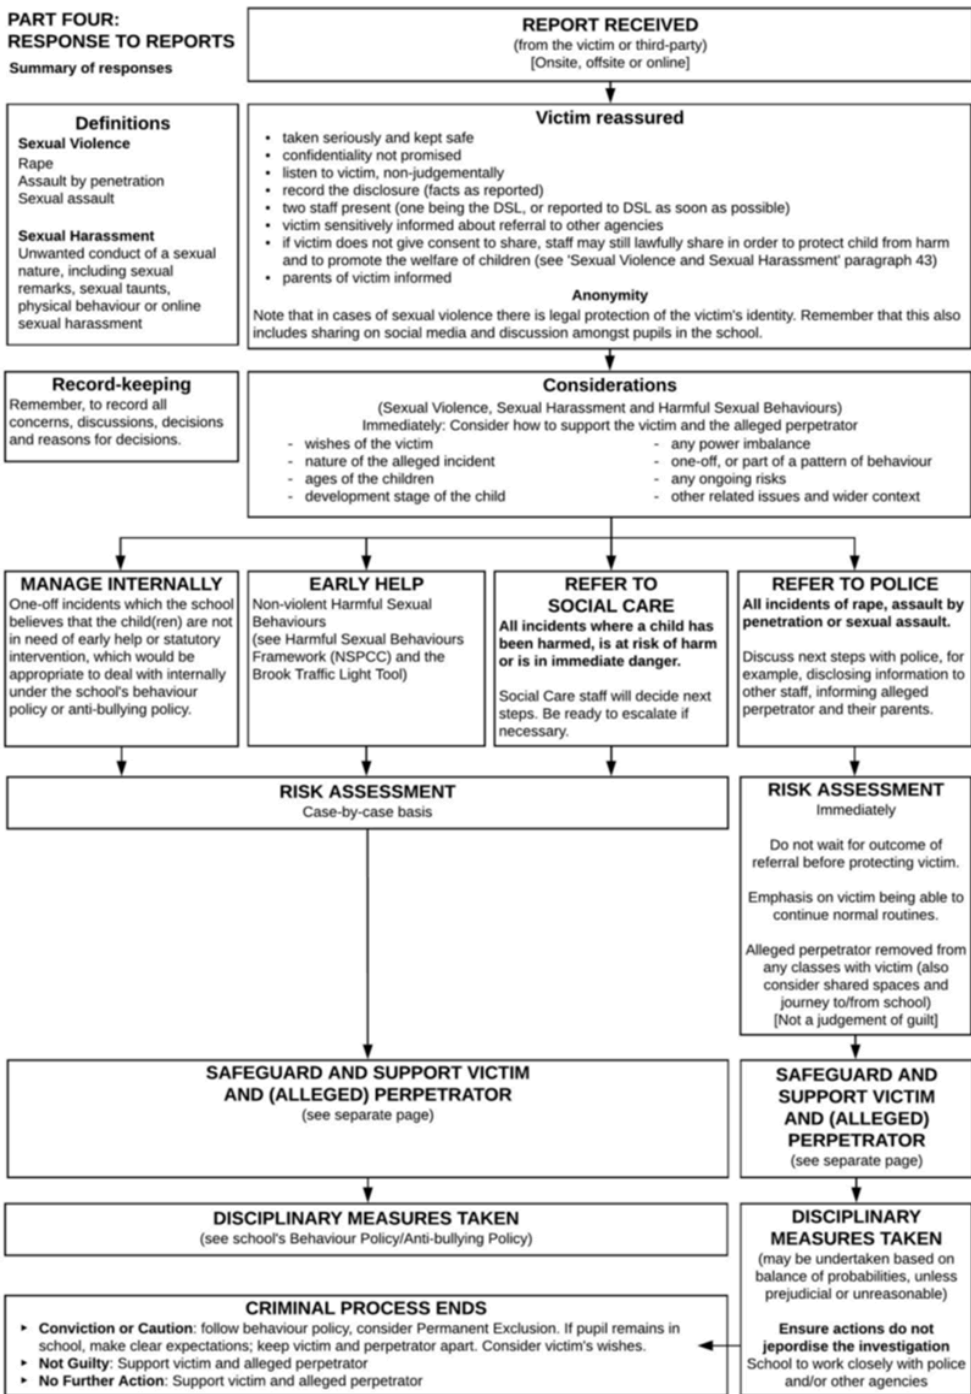 PART FOUR:
RESPONSE TO REPORTS
Summary of responses
REPORT RECEIVED
(from the victim or third-party)
[Onsite, offsite or online]
Definitions
Sexual Violence
Rape
Assault by penetration
Sexual assault
Sexual Harassment
Unwanted conduct of a sexual
nature, including sexual
remarks, sexual taunts,
physical behaviour or online
sexual harassment
Victim reassured
• taken seriously and kept safe
• confidentiality not promised
• listen to victim, non-judgementally
• record the disclosure (facts as reported)
• two staff present (one being the DSL, or reported to DSL as soon as possible)
• victim sensitively informed about referral to other agencies
• if victim does not give consent to share, staff may still lawfully share in order to protect child from harm
and to promote the welfare of children (see 'Sexual Violence and Sexual Harassment' paragraph 43)
• parents of victim informed
Anonymity
Note that in cases of sexual violence there is legal protection of the victim's identity. Remember that this also
includes sharing on social media and discussion amongst pupils in the school.
Record-keeping
Remember, to record all
concerns, discussions, decisions
and reasons for decisions.
Considerations
(Sexual Violence, Sexual Harassment and Harmful Sexual Behaviours)
Immediately: Consider how to support the victim and the alleged perpetrator
- wishes of the victim
- nature of the alleged incident
- ages of the children
- development stage of the child
- any power imbalance
- one-off, or part of a pattern of behaviour
- any ongoing risks
- other related issues and wider context
MANAGE INTERNALLY
One-off incidents which the school
believes that the child(ren) are not
in need of early help or statutory
intervention, which would be
appropriate to deal with internally
under the school's behaviour
policy or anti-bullying policy.
EARLY HELP
Non-violent Harmful Sexual
Behaviours
(see Harmful Sexual Behaviours
Framework (NSPCC) and the
Brook Traffic Light Tool)
REFER TO
SOCIAL CARE
All incidents where a child has
been harmed, is at risk of harm
or is in immediate danger.
Social Care staff will decide next
steps. Be ready to escalate if
necessary.
REFER TO POLICE
All incidents of rape, assault by
penetration or sexual assault.
Discuss next steps with police, for
example, disclosing information to
other staff, informing alleged
perpetrator and their parents.
RISK ASSESSMENT
Case-by-case basis
RISK ASSESSMENT
Immediately
Do not wait for outcome of
referral before protecting victim.
Emphasis on victim being able to
continue normal routines.
Alleged perpetrator removed from
any classes with victim (also
consider shared spaces and
journey to/from school)
[Not a judgement of guilt]
SAFEGUARD AND SUPPORT VICTIM
AND (ALLEGED) PERPETRATOR
(see separate page)
SAFEGUARD AND
SUPPORT VICTIM
AND (ALLEGED)
PERPETRATOR
(see separate page)
DISCIPLINARY MEASURES TAKEN
(see school's Behaviour Policy/Anti-bullying Policy)
DISCIPLINARY
MEASURES TAKEN
(may be undertaken based on
balance of probabilities, unless
prejudicial or unreasonable)
Ensure actions do not
jepordise the investigation
School to work closely with police
and/or other agencies
CRIMINAL PROCESS ENDS
▸ Conviction or Caution: follow behaviour policy, consider Permanent Exclusion. If pupil remains in
school, make clear expectations; keep victim and perpetrator apart. Consider victim's wishes.
▸ Not Guilty: Support victim and alleged perpetrator
▸ No Further Action: Support victim and alleged perpetrator